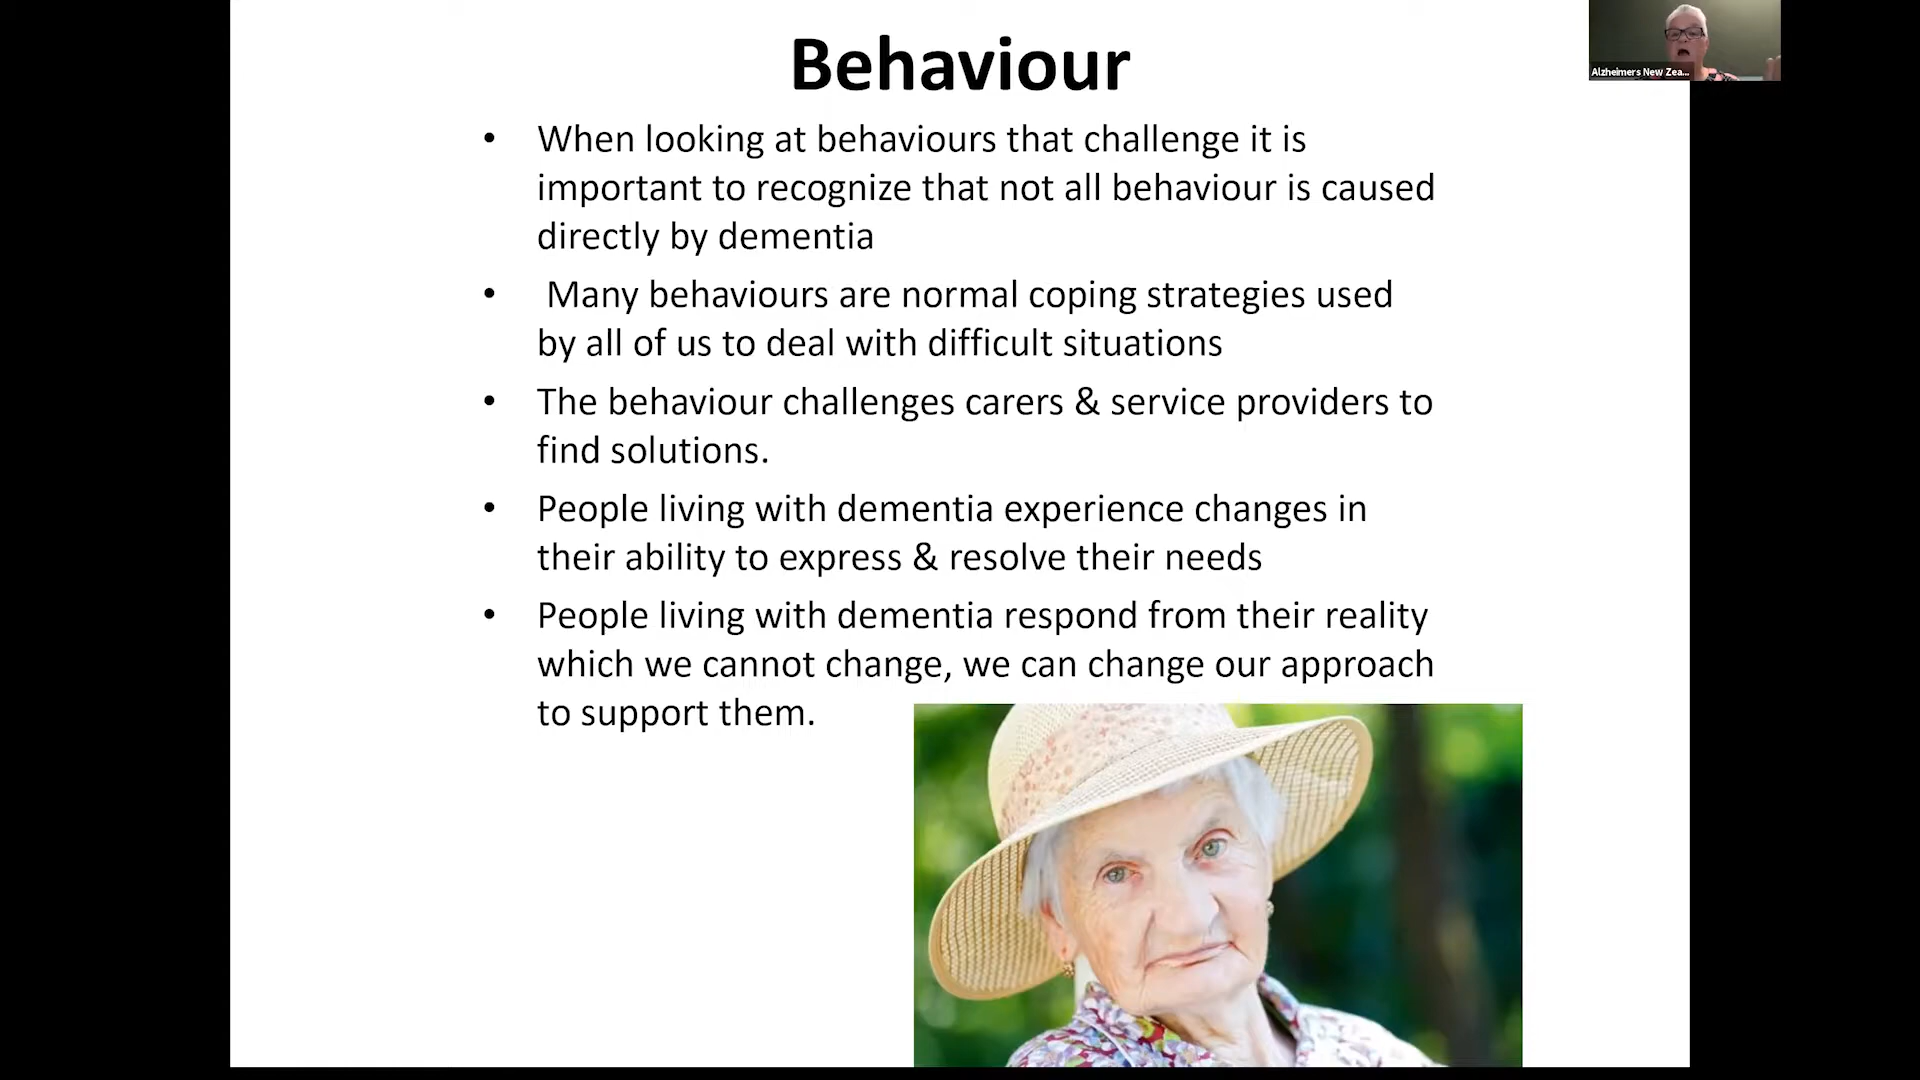 Behaviour
Alzheimers New Zea...
• When looking at behaviours that challenge it is
important to recognize that not all behaviour is caused
directly by dementia
• Many behaviours are normal coping strategies used
by all of us to deal with difficult situations
• The behaviour challenges carers & service providers to
find solutions.
• People living with dementia experience changes in
their ability to express & resolve their needs
• People living with dementia respond from their reality
which we cannot change, we can change our approach
to support them.